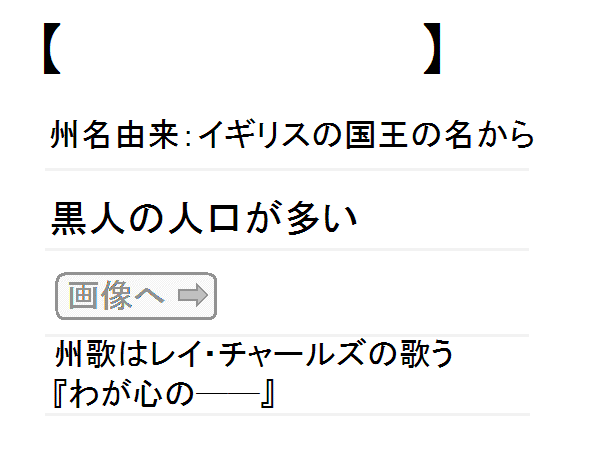 【　　　　　　　　　　】
州名由来：イギリスの国王の名から
黒人の人口が多い
画像へ ⇨
州歌はレイ・チャールズの歌う
『わが心の――』